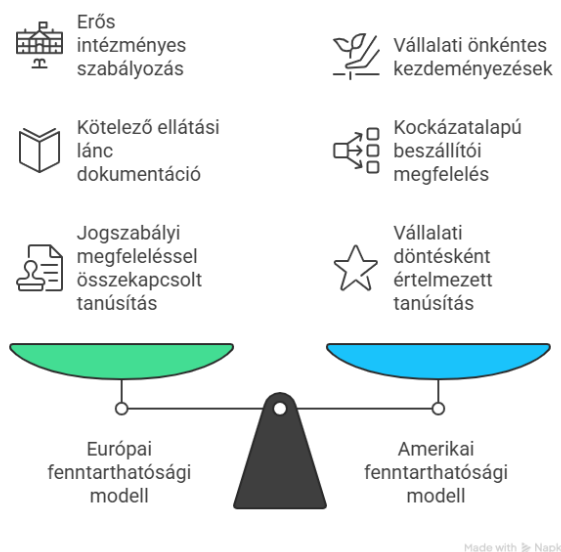 Erős
intézményes
szabályozás
Vállalati önkéntes
kezdeményezések
Kötelező ellátási
lánc
dokumentáció
Kockázatalapú
beszállítói
megfelelés
Jogszabályi
megfeleléssel
összekapcsolt
tanúsítás
Vállalati
döntésként
értelmezett
tanúsítás
Európai
fenntarthatósági
modell
Amerikai
fenntarthatósági
modell
Made with Napk